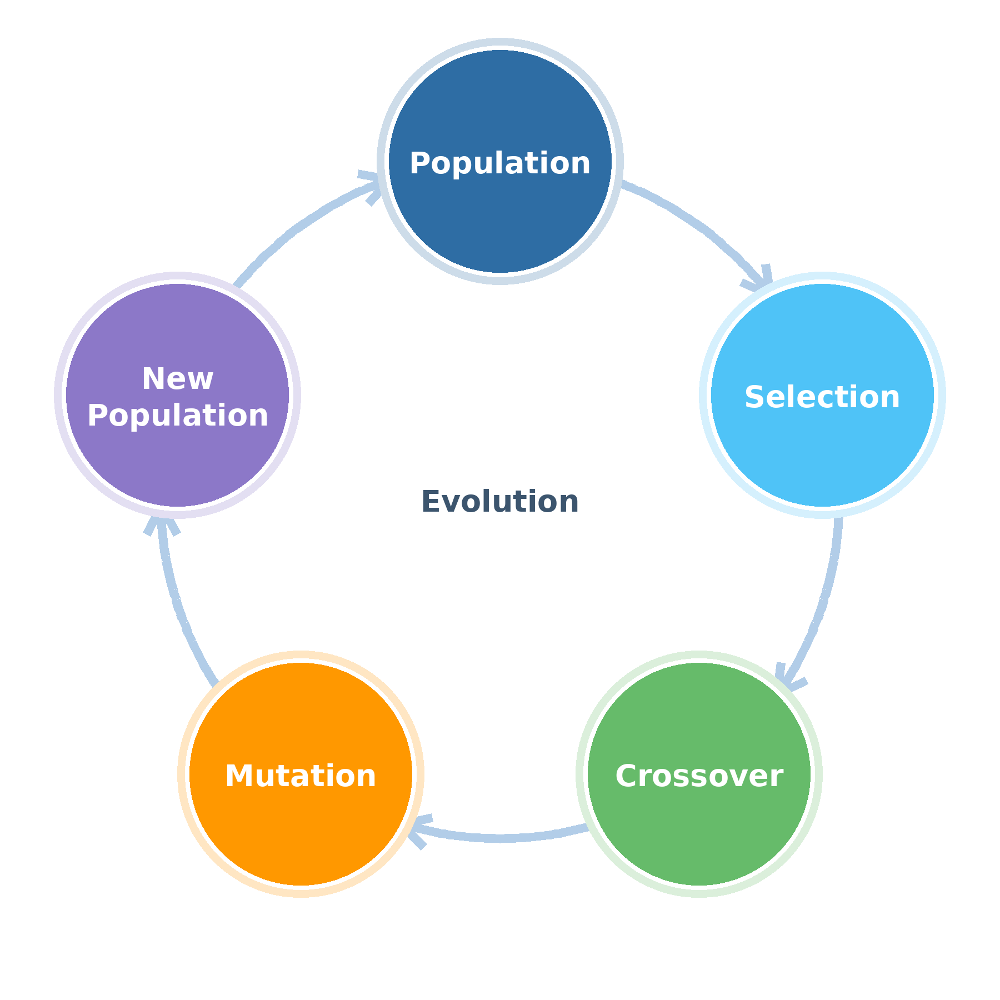 Population
New
Population
Selection
Evolution
Mutation
Crossover